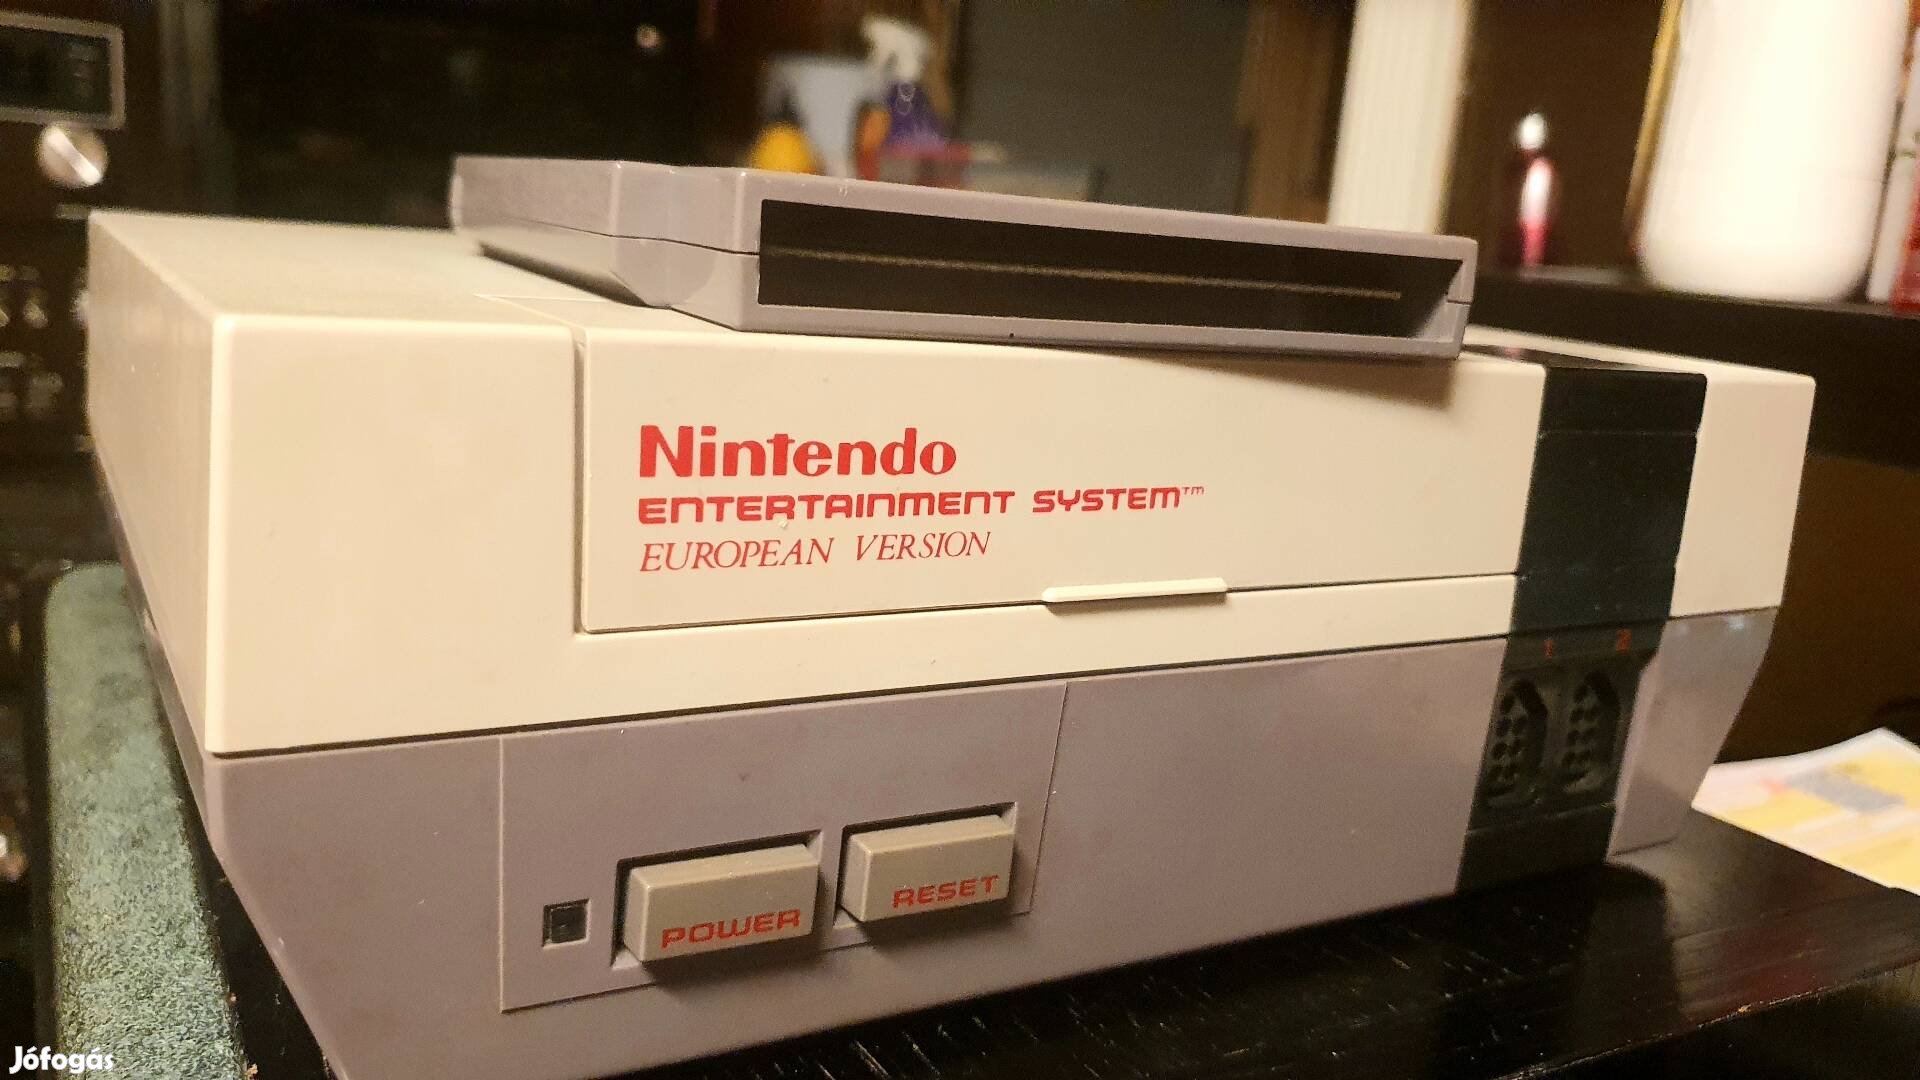 Nintendo
ENTERTAINMENT SYSTEM™
EUROPEAN VERSION
1 2
POWER
RESET
Jófogás